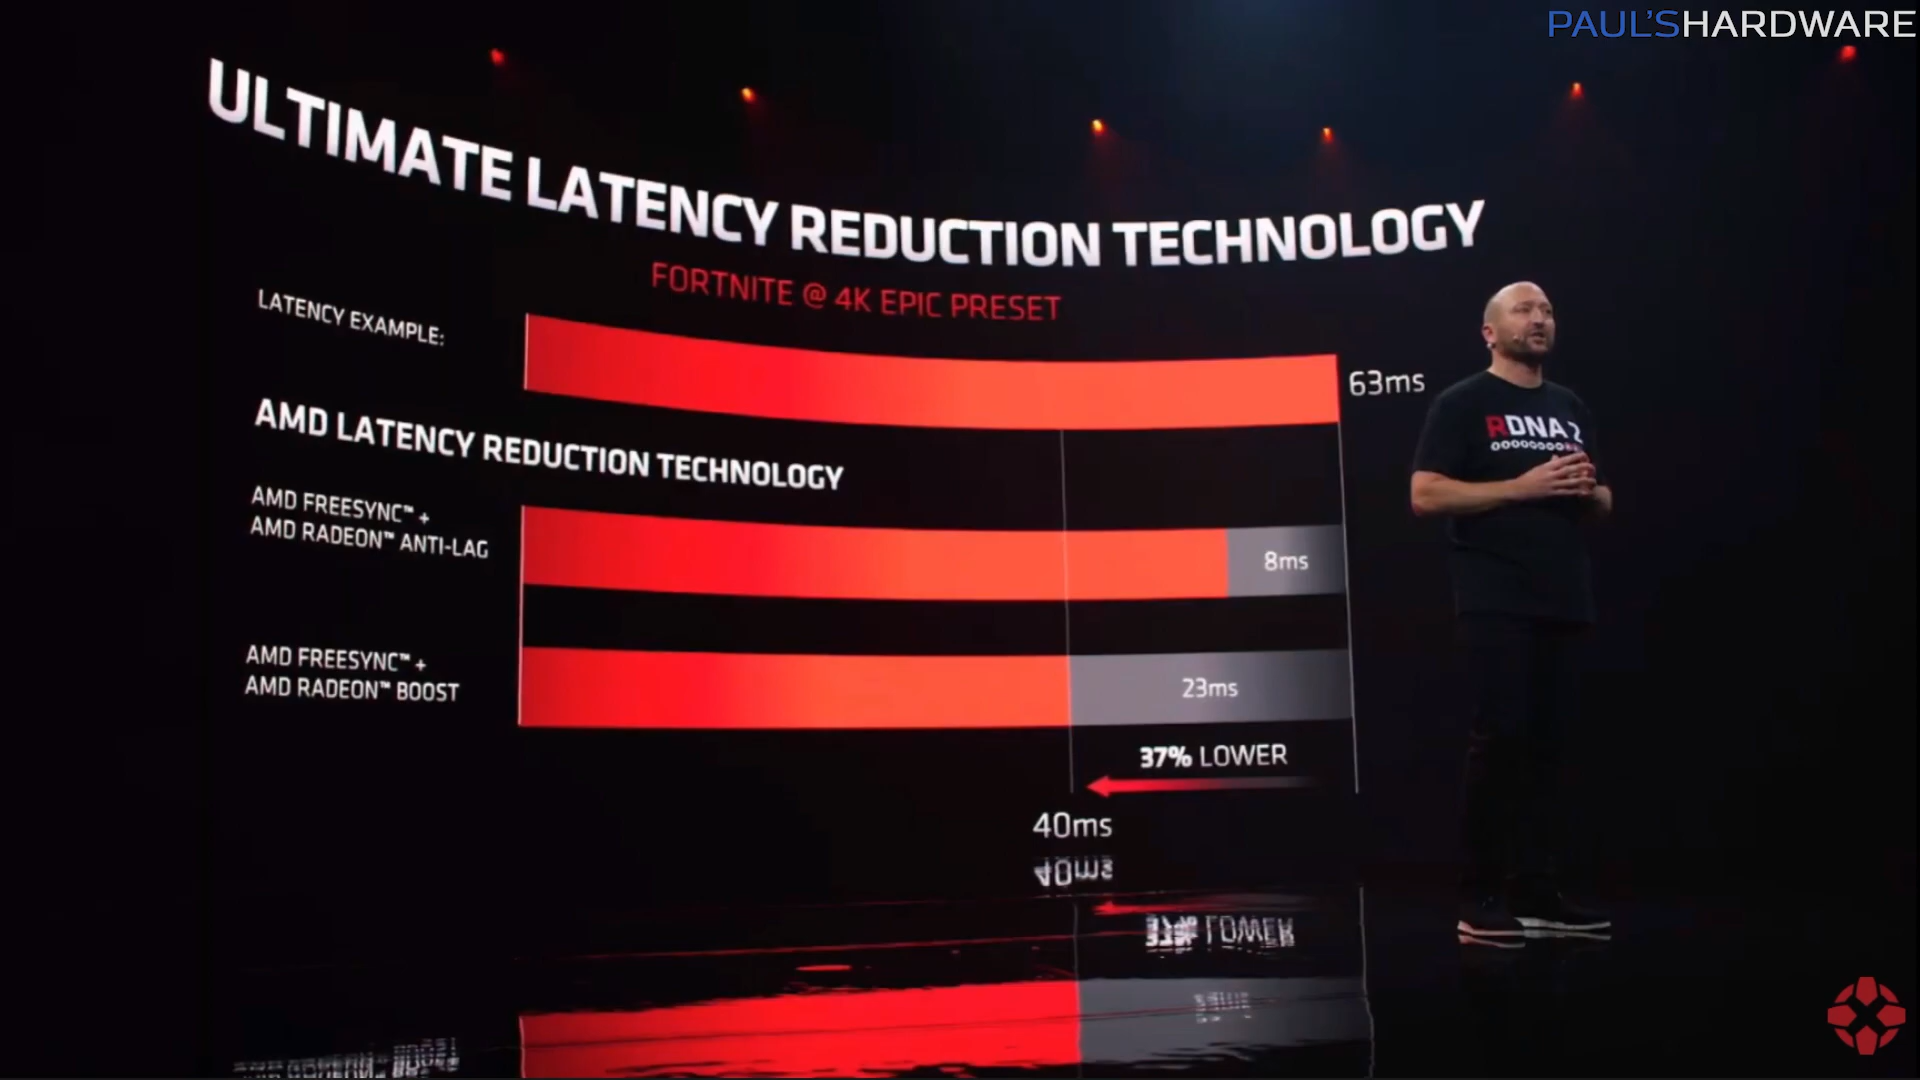 PAUL'SHARDWARE
ULTIMATE LATENCY REDUCTION TECHNOLOGY
FORTNITE @ 4K EPIC PRESET
LATENCY EXAMPLE:
63ms
AMD LATENCY REDUCTION TECHNOLOGY
RDNA 2
AMD FREESYNC™ +
AMD RADEON™ ANTI-LAG
8ms
AMD FREESYNC™ +
AMD RADEON™ BOOST
23ms
37% LOWER
40ms